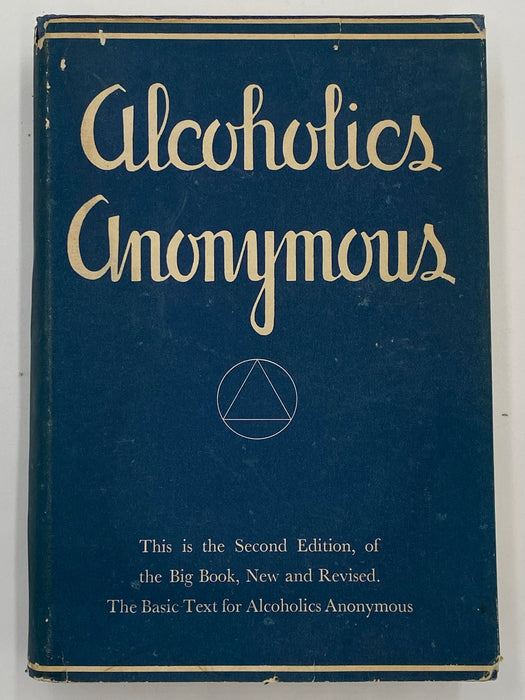 Alcoholics
Anonymous
This is the Second Edition, of
the Big Book, New and Revised.
The Basic Text for Alcoholics Anonymous